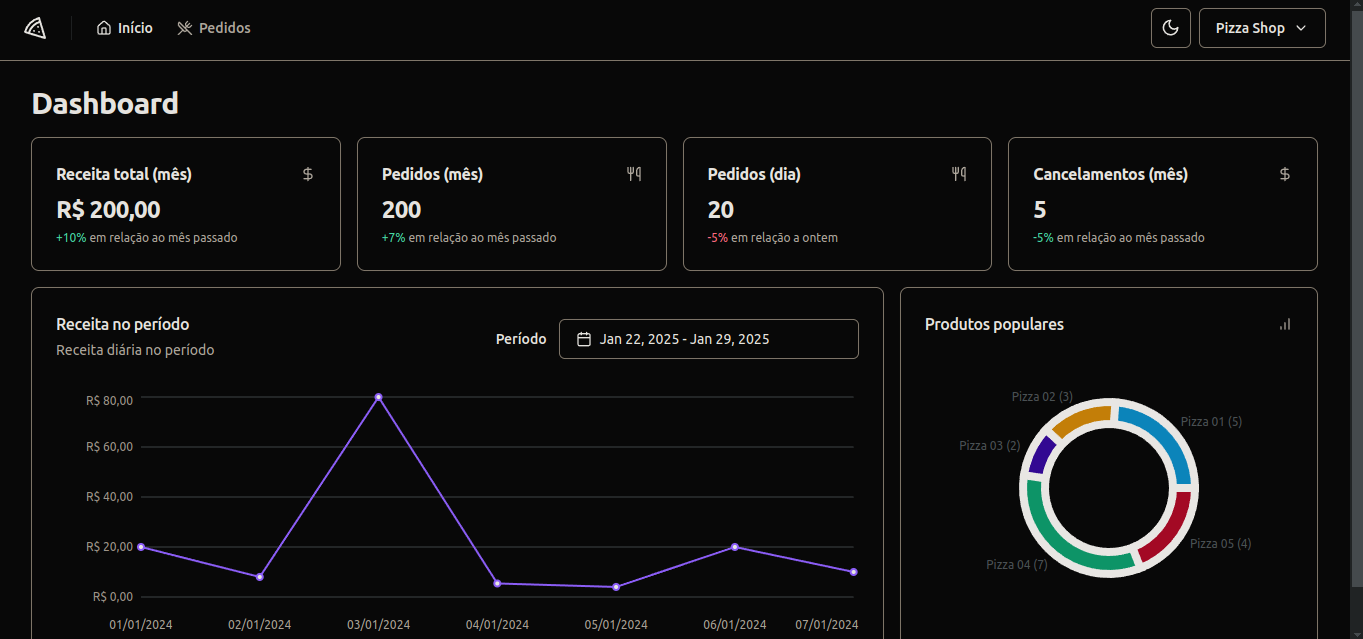 Início
Pedidos
Pizza Shop
Dashboard
Receita total (mês)
$
R$ 200,00
+10% em relação ao mês passado
Pedidos (mês)
200
+7% em relação ao mês passado
Pedidos (dia)
20
-5% em relação a ontem
Cancelamentos (mês)
$
5
-5% em relação ao mês passado
Receita no período
Receita diária no período
Período
Jan 22, 2025 - Jan 29, 2025
R$ 80,00
R$ 60,00
R$ 40,00
R$ 20,00
R$ 0,00
01/01/2024
02/01/2024
03/01/2024
04/01/2024
05/01/2024
06/01/2024
07/01/2024
Produtos populares
Pizza 02 (3)
Pizza 01 (5)
Pizza 03 (2)
Pizza 05 (4)
Pizza 04 (7)